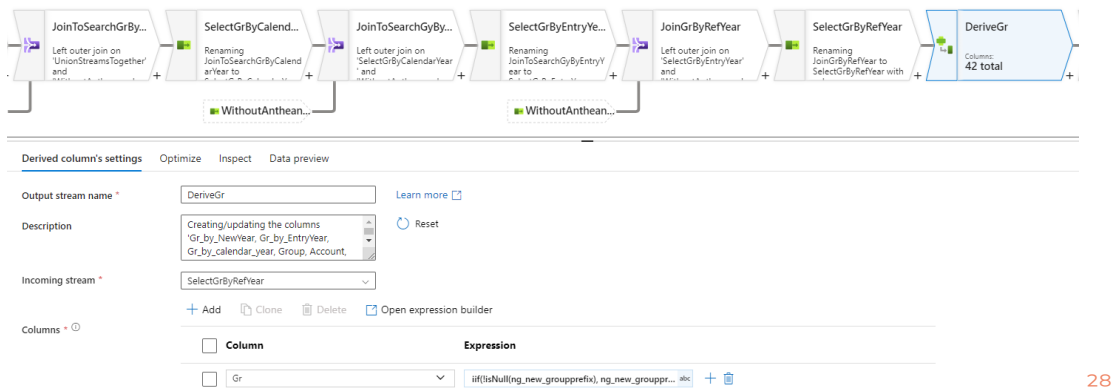 JoinToSearchGrBy...
Left outer join on
'UnionStreamsTogether'
and
SelectGrByCalend...
Renaming
JoinToSearchGrByCalend
arYear to
JoinToSearchGyBy....
Left outer join on
'SelectGrByCalendarYear
' and
SelectGrByEntryYe...
Renaming
JoinToSearchGyByEntryY
ear to
JoinGrByRefYear
Left outer join on
'SelectGrByEntryYear'
and
SelectGrByRefYear
Renaming
JoinGrByRefYear to
SelectGrByRefYear with
DeriveGr
Columns:
42 total
WithoutAnthean...
WithoutAnthean...
Derived column's settings Optimize Inspect Data preview
Output stream name * DeriveGr Learn more
Description Creating/updating the columns Reset
'Gr_by_NewYear, Gr_by_EntryYear,
Gr_by_calendar_year, Group, Account,
Incoming stream * SelectGrByRefYear
+ Add Clone Delete Open expression builder
Columns *
Column Expression
Gr iif(!isNull(ng_new_groupprefix), ng_new_grouppr... abc +
28